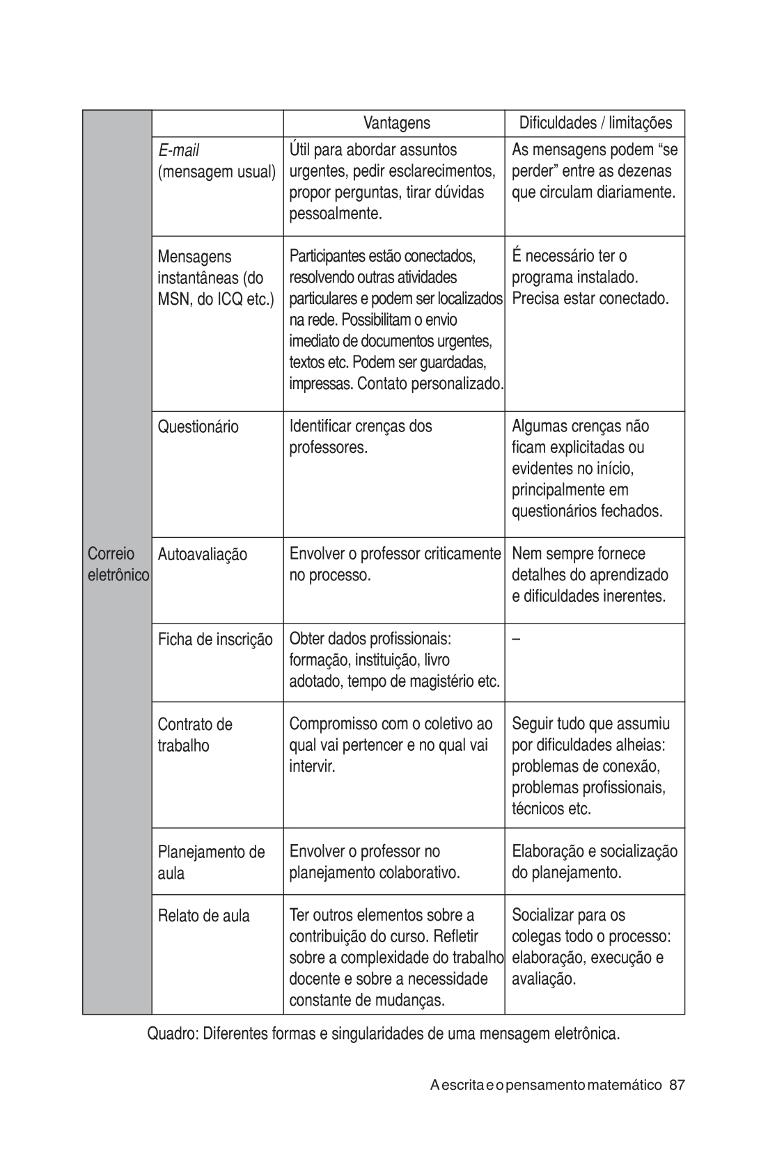 Vantagens
Dificuldades / limitações
E-mail
(mensagem usual)
Útil para abordar assuntos
urgentes, pedir esclarecimentos,
propor perguntas, tirar dúvidas
pessoalmente.
As mensagens podem “se
perder” entre as dezenas
que circulam diariamente.
Mensagens
instantâneas (do
MSN, do ICQ etc.)
Participantes estão conectados,
resolvendo outras atividades
particulares e podem ser localizados
na rede. Possibilitam o envio
imediato de documentos urgentes,
textos etc. Podem ser guardadas,
impressas. Contato personalizado.
É necessário ter o
programa instalado.
Precisa estar conectado.
Questionário
Identificar crenças dos
professores.
Algumas crenças não
ficam explicitadas ou
evidentes no início,
principalmente em
questionários fechados.
Correio
eletrônico
Autoavaliação
Envolver o professor criticamente
no processo.
Nem sempre fornece
detalhes do aprendizado
e dificuldades inerentes.
Ficha de inscrição
Obter dados profissionais:
formação, instituição, livro
adotado, tempo de magistério etc.
–
Contrato de
trabalho
Compromisso com o coletivo ao
qual vai pertencer e no qual vai
intervir.
Seguir tudo que assumiu
por dificuldades alheias:
problemas de conexão,
problemas profissionais,
técnicos etc.
Planejamento de
aula
Envolver o professor no
planejamento colaborativo.
Elaboração e socialização
do planejamento.
Relato de aula
Ter outros elementos sobre a
contribuição do curso. Refletir
sobre a complexidade do trabalho
docente e sobre a necessidade
constante de mudanças.
Socializar para os
colegas todo o processo:
elaboração, execução e
avaliação.
Quadro: Diferentes formas e singularidades de uma mensagem eletrônica.
A escrita e o pensamento matemático 87